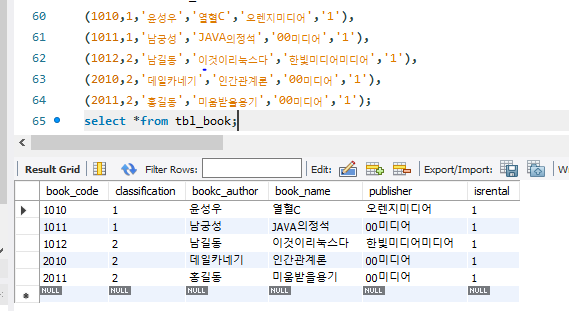 60 (1010,1,'윤성우','열혈C','오렌지미디어','1'),
61 (1011,1,'남궁성','JAVA의정석','00미디어','1'),
62 (1012,2,'남길동','이것이리눅스다','한빛미디어미디어','1'),
63 (2010,2,'데일카네기','인간관계론','00미디어','1'),
64 (2011,2,'홍길동','미움받을용기','00미디어','1');
65 select *from tbl_book;
Result Grid Filter Rows: Edit: Export/Import:
book_code classification bookc_author book_name publisher isrental
1010 1 윤성우 열혈C 오렌지미디어 1
1011 1 남궁성 JAVA의정석 00미디어 1
1012 2 남길동 이것이리눅스다 한빛미디어미디어 1
2010 2 데일카네기 인간관계론 00미디어 1
2011 2 홍길동 미움받을용기 00미디어 1
NULL NULL NULL NULL NULL NULL